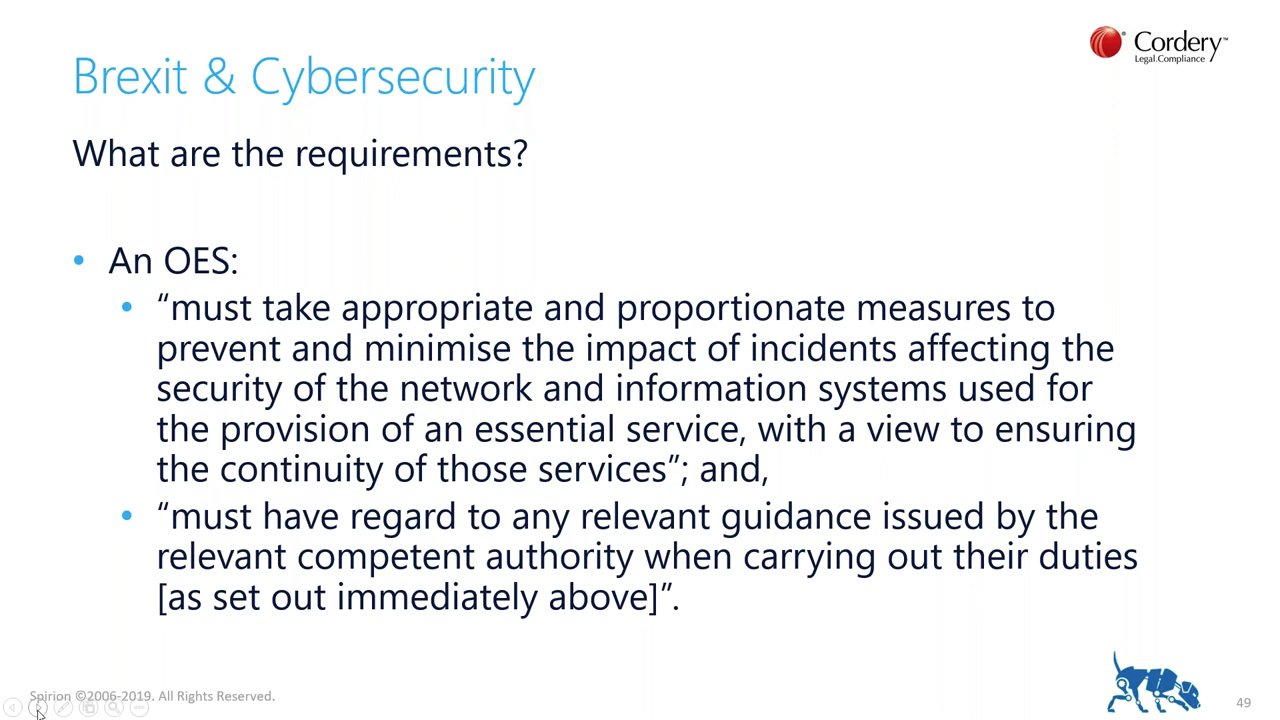 Brexit & Cybersecurity
Cordery™
Legal.Compliance
What are the requirements?
• An OES:
• “must take appropriate and proportionate measures to
prevent and minimise the impact of incidents affecting the
security of the network and information systems used for
the provision of an essential service, with a view to ensuring
the continuity of those services”; and,
• “must have regard to any relevant guidance issued by the
relevant competent authority when carrying out their duties
[as set out immediately above]”.
Spirion ©2006-2019. All Rights Reserved.
49